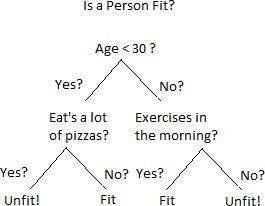 Is a Person Fit?
Age < 30 ?
Yes?
No?
Eat's a lot
of pizzas?
Exercises in
the morning?
Yes?
No?
Yes?
No?
Unfit!
Fit
Fit
Unfit!